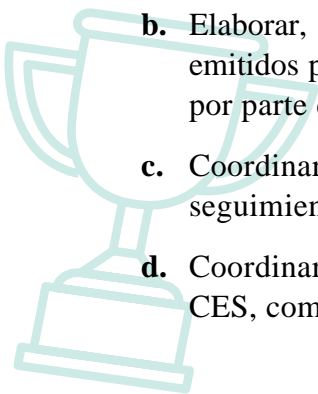 b. Elaborar,
emitidos p
por parte
c. Coordinar
seguimien
d. Coordinar
CES, com